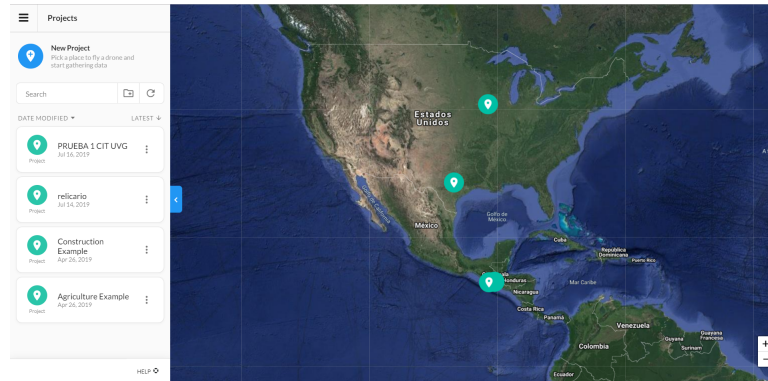 Projects
New Project
Pick a place to fly a drone and
start gathering data
Search
DATE MODIFIED
LATEST
PRUEBA 1 CIT UVG
Jul 16, 2019
Project
relicario
Jul 14, 2019
Project
Construction
Example
Apr 26, 2019
Project
Agriculture Example
Apr 26, 2019
Project
HELP
Estados
Unidos
Golfo de California
Golfo de
México
México
Cuba
República
Dominicana
Puerto Rico
Honduras
Mar Caribe
Nicaragua
Costa Rica
Panamá
Venezuela
Guyana
Guayana
Francesa
Surinam
Colombia
Ecuador
+
−